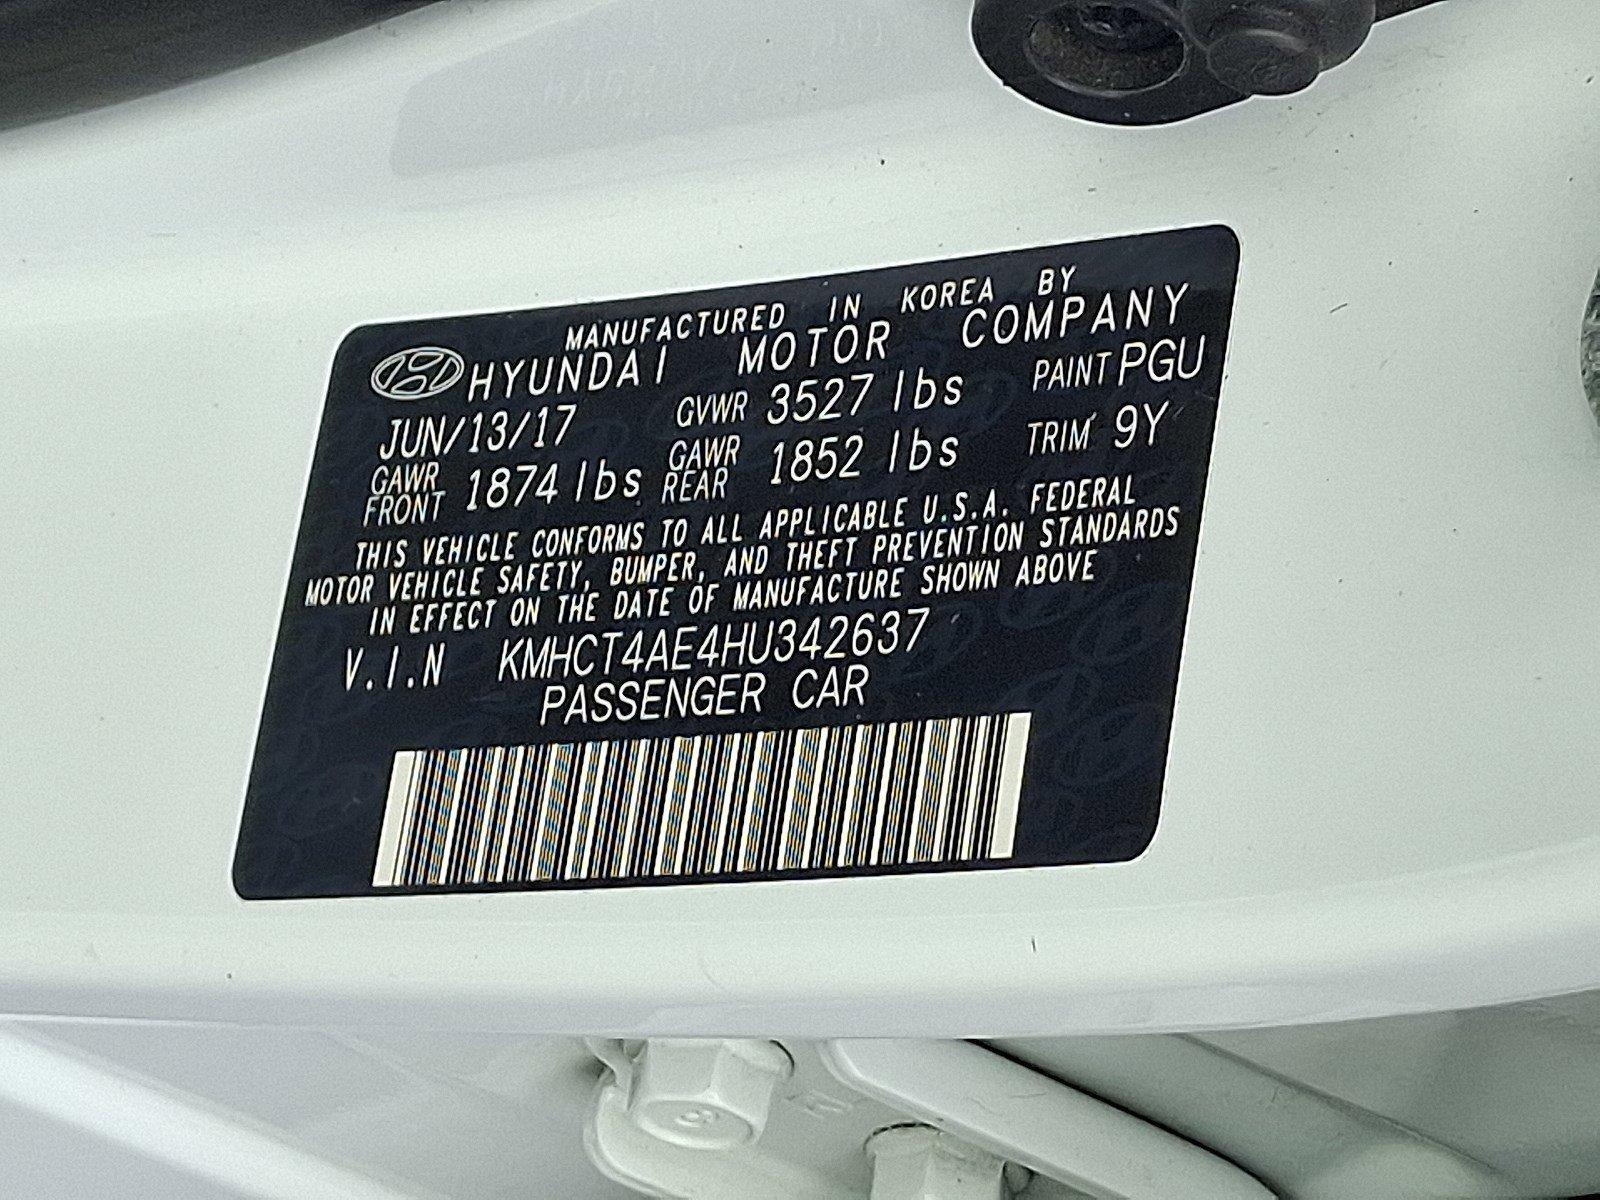 MANUFACTURED IN KOREA BY
HYUNDAI MOTOR COMPANY
JUN/13/17 GVWR 3527 lbs PAINT PGU
GAWR FRONT 1874 lbs GAWR REAR 1852 lbs TRIM 9Y
THIS VEHICLE CONFORMS TO ALL APPLICABLE U.S.A. FEDERAL
MOTOR VEHICLE SAFETY, BUMPER, AND THEFT PREVENTION STANDARDS
IN EFFECT ON THE DATE OF MANUFACTURE SHOWN ABOVE
V.I.N KMHCT4AE4HU342637
PASSENGER CAR